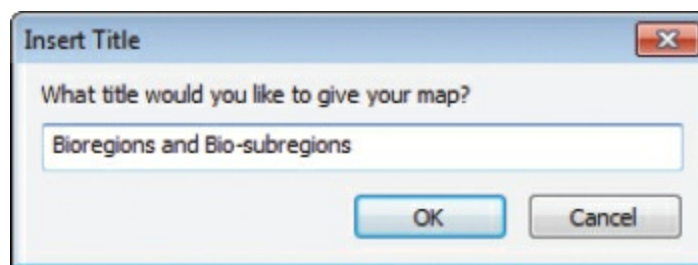 Insert Title
What title would you like to give your map?
Bioregions and Bio-subregions
OK Cancel